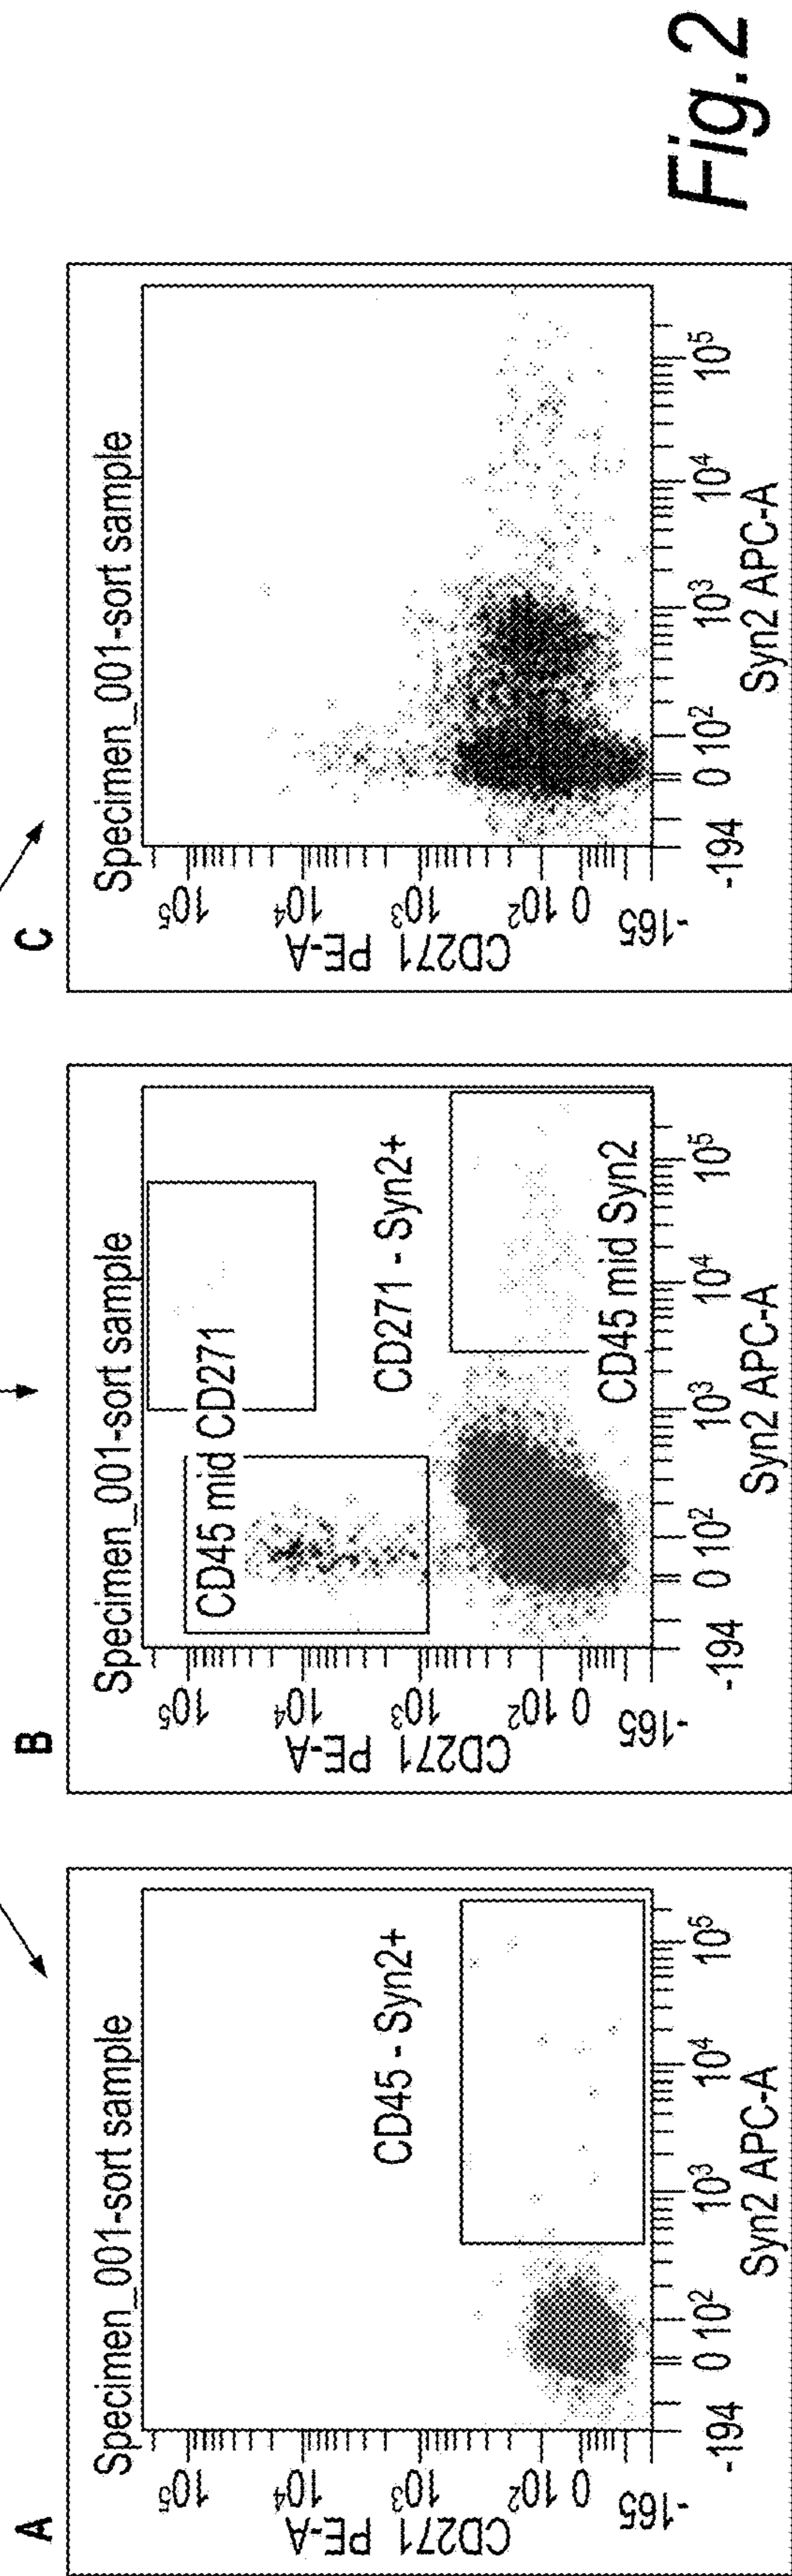 A
Specimen_001-sort sample
CD271 PE-A
10⁵
10⁴
10³
10²
0
-165
CD45 - Syn2+
-194
0 10²
10³
10⁴
10⁵
Syn2 APC-A
B
Specimen_001-sort sample
CD271 PE-A
10⁵
10⁴
10³
10²
0
-165
CD45 mid CD271
CD271 - Syn2+
CD45 mid Syn2
-194
0 10²
10³
10⁴
10⁵
Syn2 APC-A
C
Specimen_001-sort sample
CD271 PE-A
10⁵
10⁴
10³
10²
0
-165
-194
0 10²
10³
10⁴
10⁵
Syn2 APC-A
Fig.2